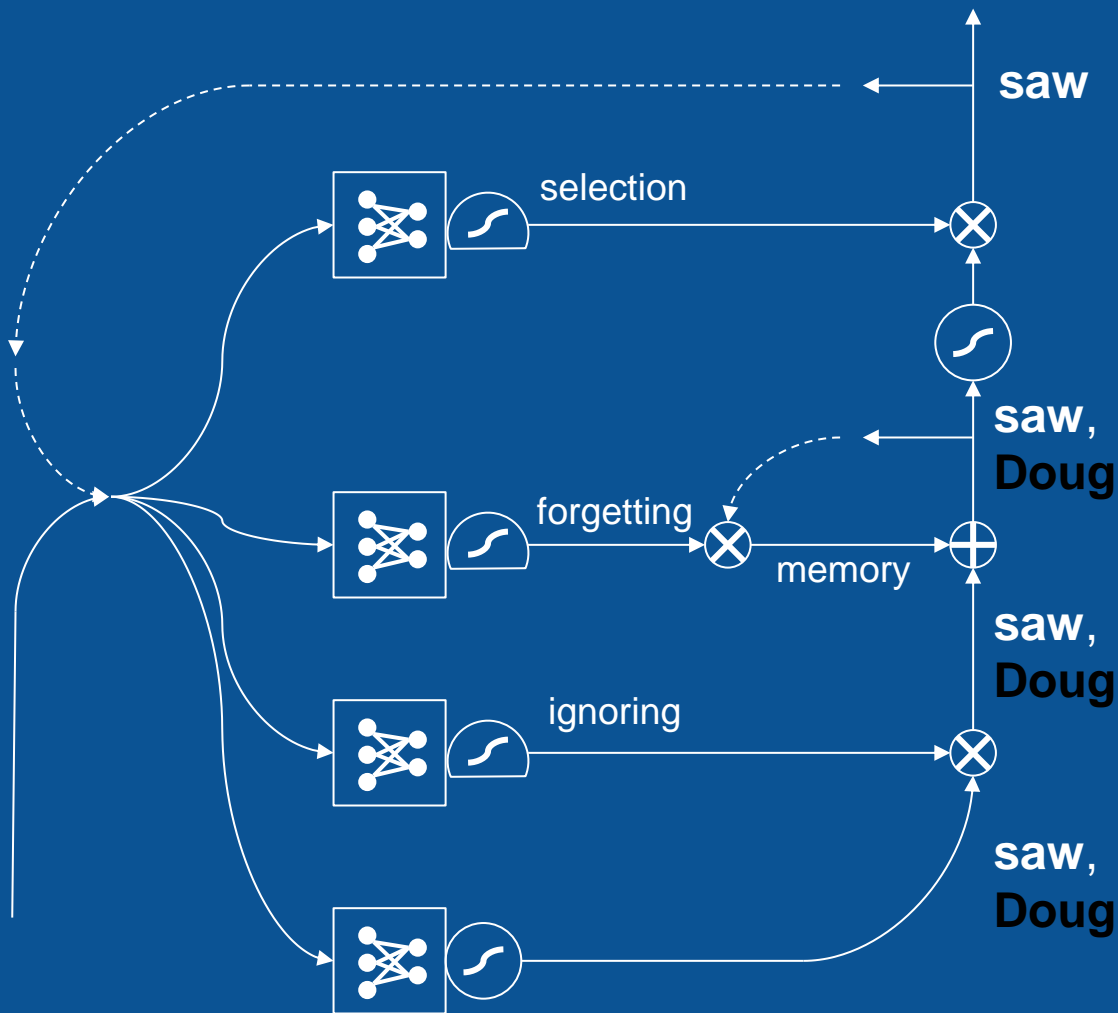 saw
selection
saw,
Doug
forgetting
memory
saw,
Doug
ignoring
saw,
Doug